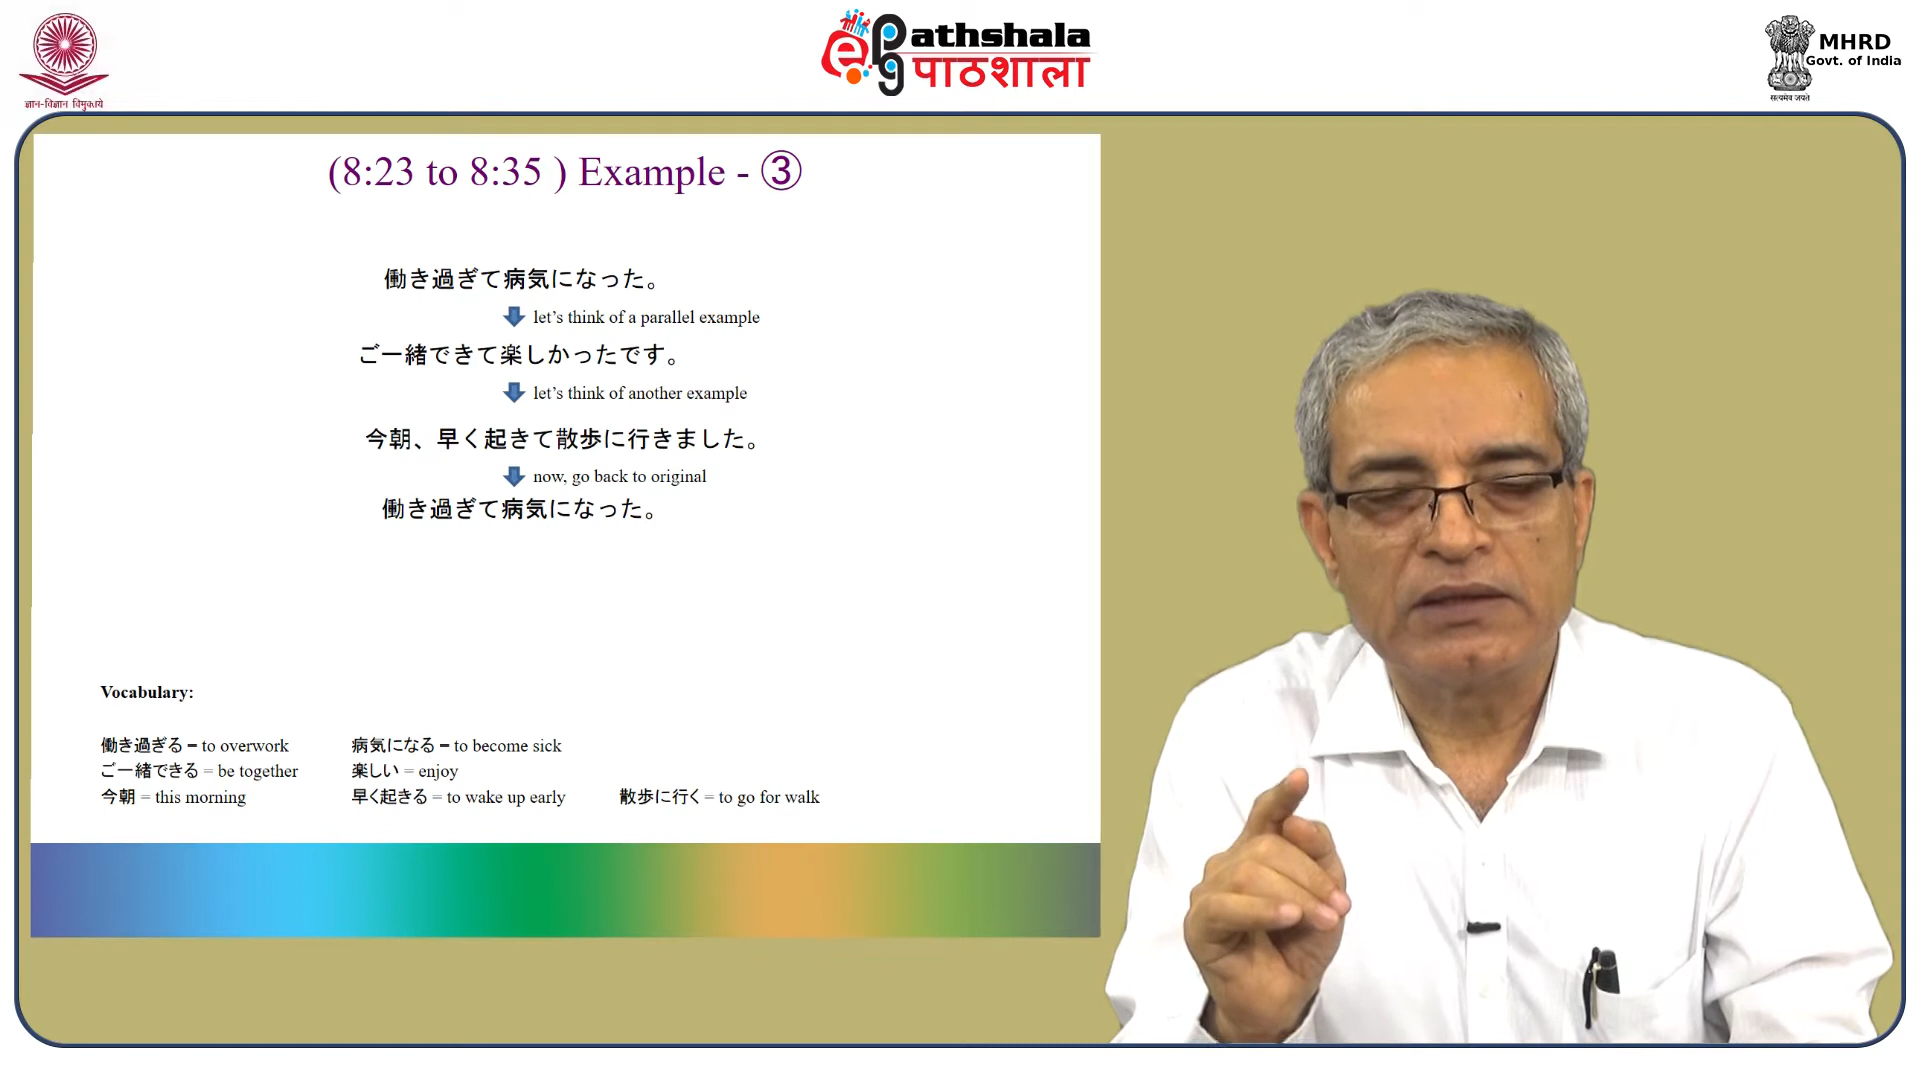 ज्ञान-विज्ञान विमुक्तये
ePathshala
पाठशाला
MHRD
Govt. of India
सत्यमेव जयते
(8:23 to 8:35 ) Example - ③
働き過ぎて病気になった。
let’s think of a parallel example
ご一緒できて楽しかったです。
let’s think of another example
今朝、早く起きて散歩に行きました。
now, go back to original
働き過ぎて病気になった。
Vocabulary:
働き過ぎる = to overwork 病気になる = to become sick
ご一緒できる = be together 楽しい = enjoy
今朝 = this morning 早く起きる = to wake up early 散歩に行く = to go for walk